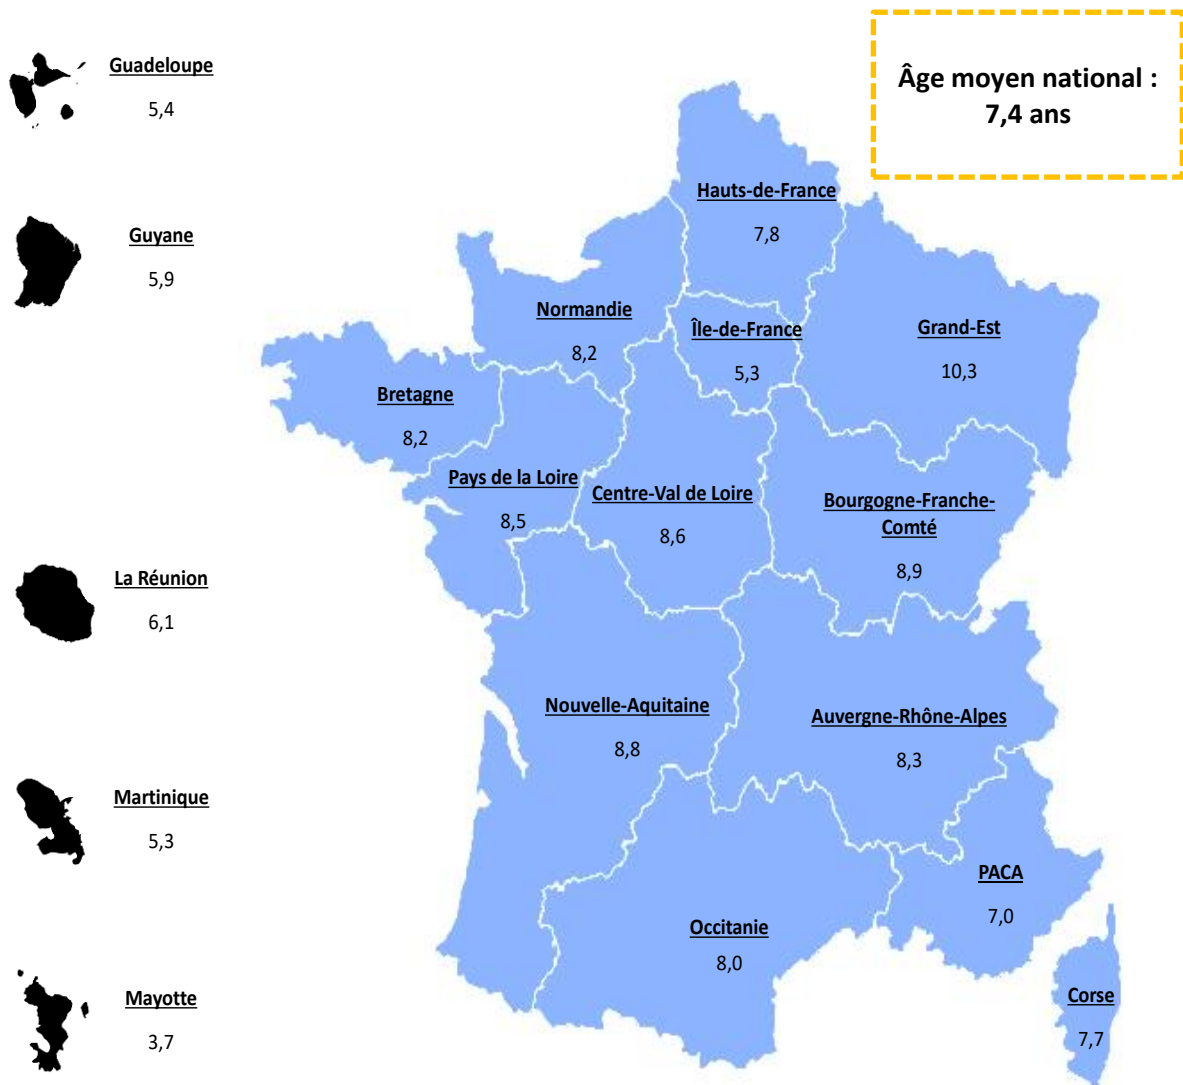 Âge moyen national :
7,4 ans
Guadeloupe
5,4
Guyane
5,9
La Réunion
6,1
Martinique
5,3
Mayotte
3,7
Hauts-de-France
7,8
Normandie
8,2
Île-de-France
5,3
Grand-Est
10,3
Bretagne
8,2
Pays de la Loire
8,5
Centre-Val de Loire
8,6
Bourgogne-Franche-
Comté
8,9
Nouvelle-Aquitaine
8,8
Auvergne-Rhône-Alpes
8,3
PACA
7,0
Occitanie
8,0
Corse
7,7